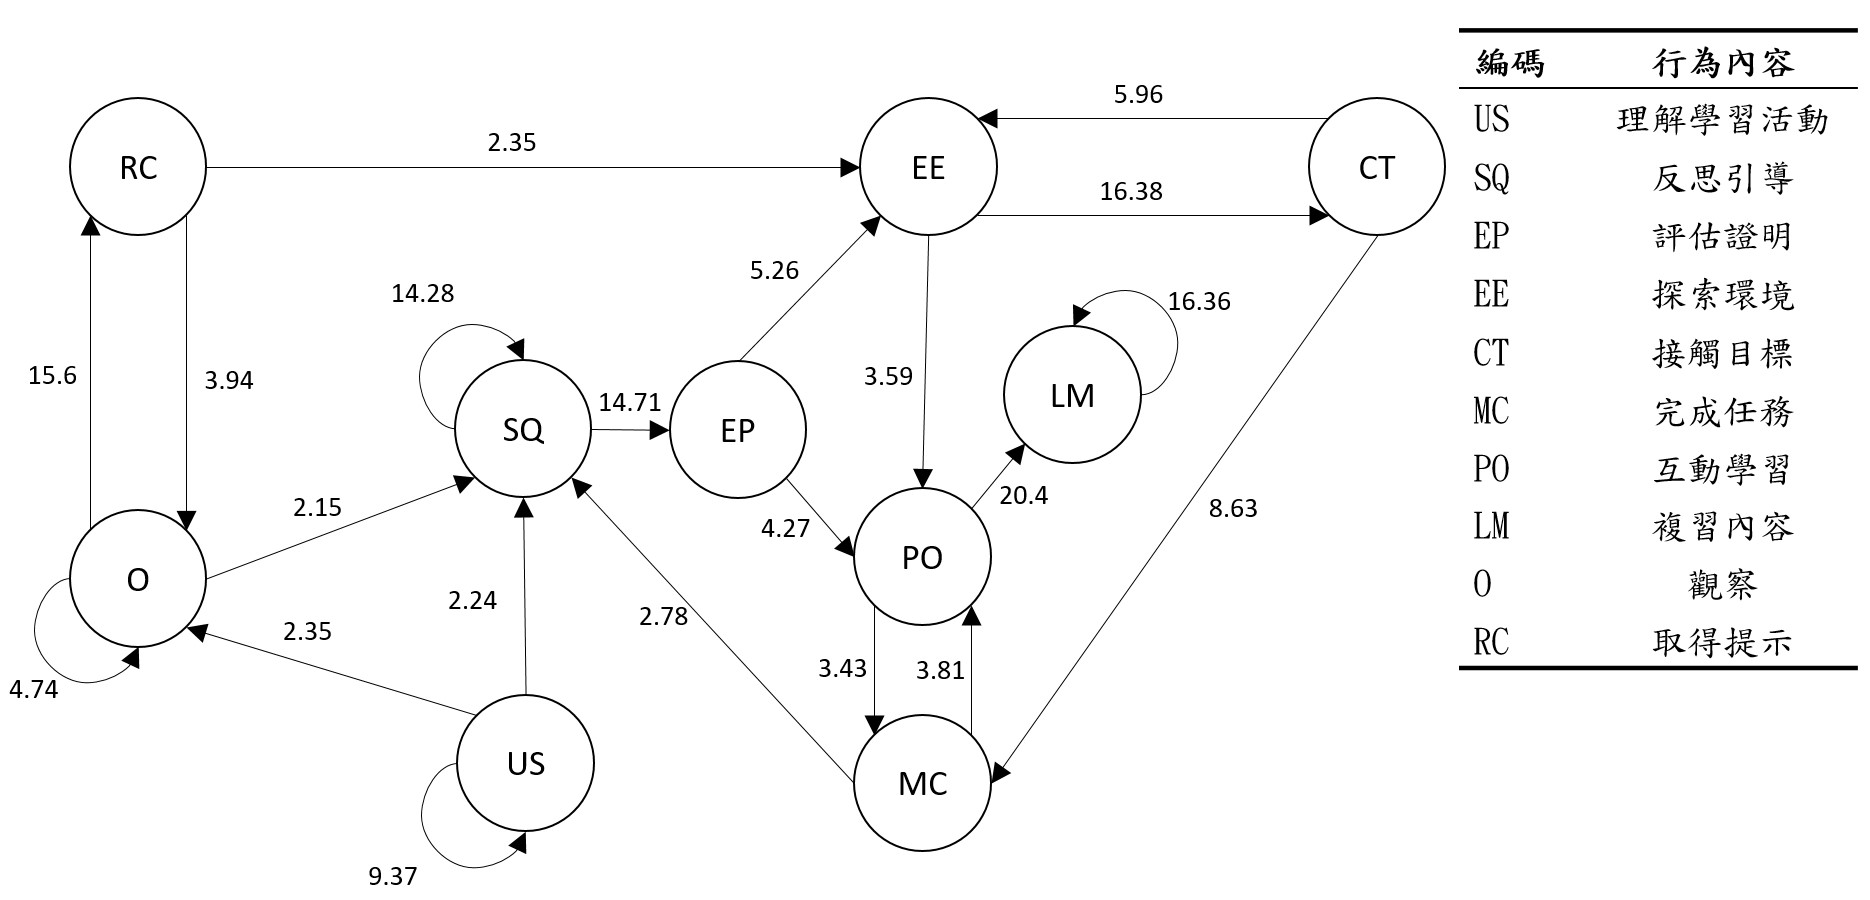 5.96
RC
2.35
EE
CT
16.38
5.26
14.28
16.36
15.6
3.94
3.59
LM
14.71
SQ
EP
2.15
20.4
8.63
4.27
PO
O
2.24
2.35
2.78
3.43
3.81
4.74
US
MC
9.37
編碼 行為內容
US 理解學習活動
SQ 反思引導
EP 評估證明
EE 探索環境
CT 接觸目標
MC 完成任務
PO 互動學習
LM 複習內容
O 觀察
RC 取得提示